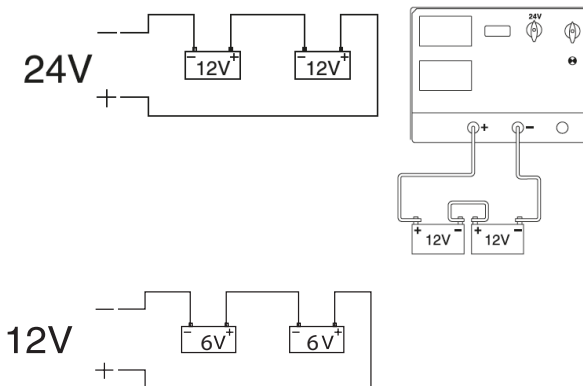 24V
− +
− 12V +
− 12V +
24V
+ −
+ 12V −
+ 12V −
12V
− +
− 6V +
− 6V +